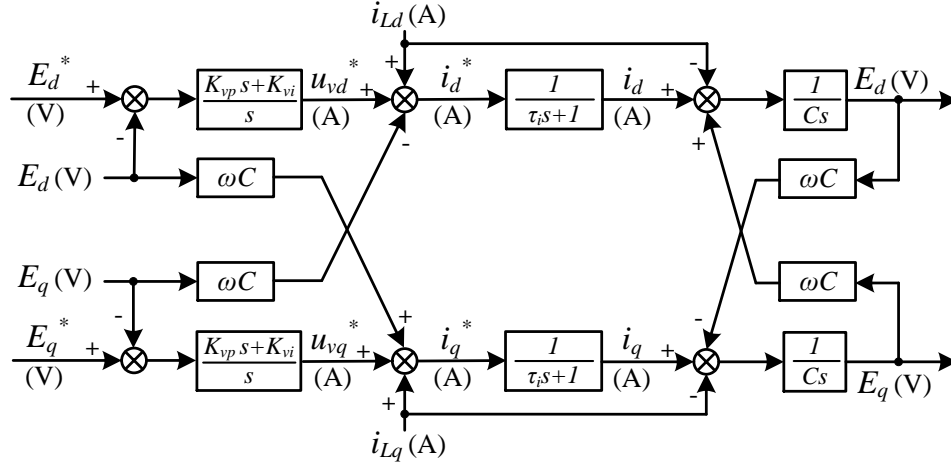 i_Ld (A)
E_d^* + K_vp s+K_vi u_vd^* + + i_d^* 1 i_d + - 1 E_d (V)
(V) - s (A) - (A) τ_i s+1 (A) + Cs
E_d (V) ωC ωC
E_q (V) ωC ωC
E_q^* - K_vp s+K_vi u_vq^* + + i_q^* 1 i_q + - 1
(V) + s (A) + (A) τ_i s+1 (A) - Cs E_q (V)
i_Lq (A)